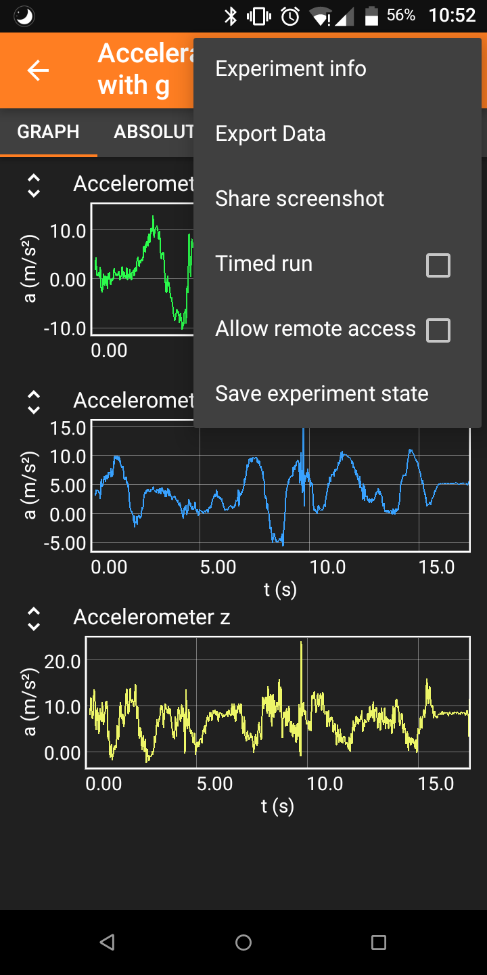 56% 10:52
Accelera
with g
Experiment info
Export Data
Share screenshot
Timed run
Allow remote access
Save experiment state
GRAPH ABSOLUT
Acceleromet
a (m/s²)
10.0
0.00
-10.0
0.00
Acceleromet
a (m/s²)
15.0
10.0
5.00
0.00
-5.00
0.00 5.00 10.0 15.0
t (s)
Accelerometer z
a (m/s²)
20.0
10.0
0.00
0.00 5.00 10.0 15.0
t (s)